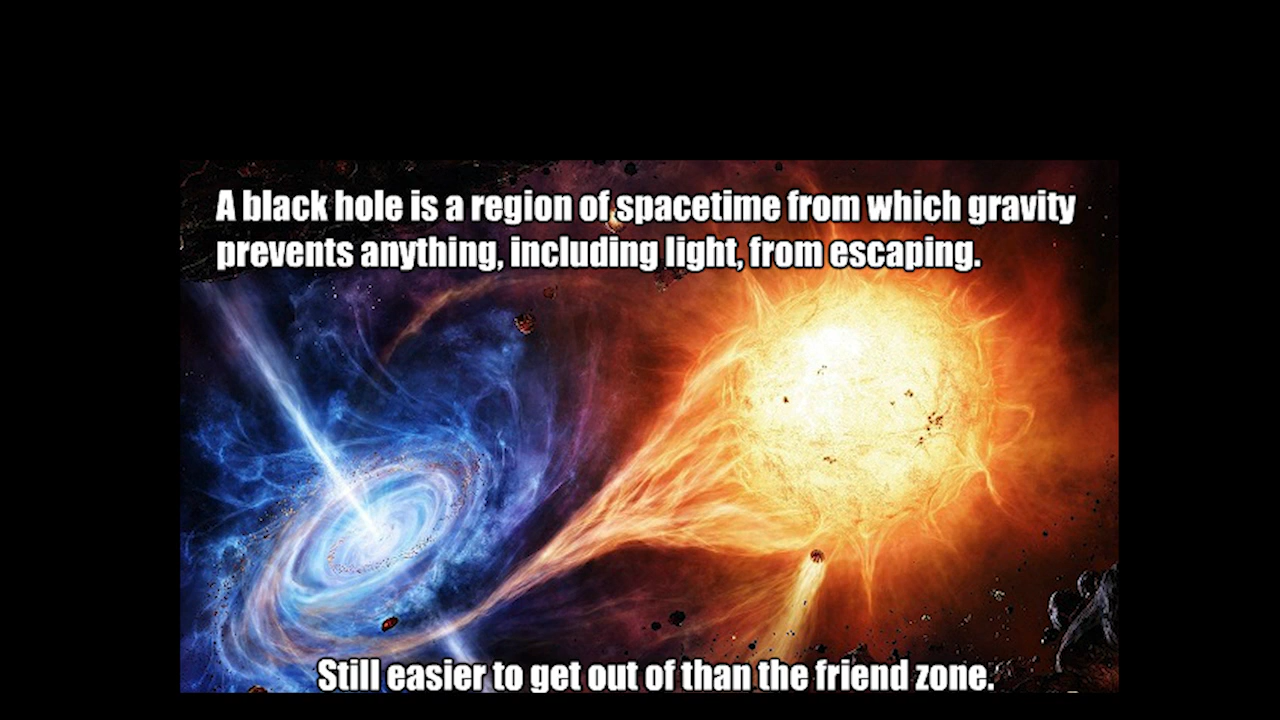 A black hole is a region of spacetime from which gravity
prevents anything, including light, from escaping.
Still easier to get out of than the friend zone.